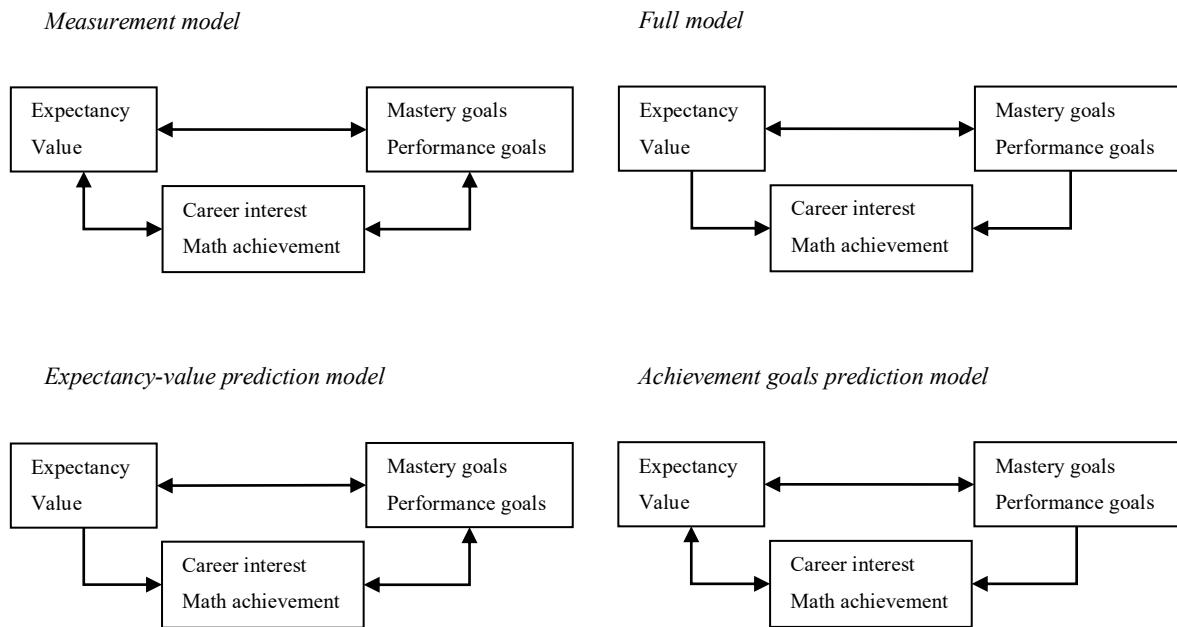 Measurement model
Full model
Expectancy
Value
Mastery goals
Performance goals
Career interest
Math achievement
Expectancy
Value
Mastery goals
Performance goals
Career interest
Math achievement
Expectancy-value prediction model
Achievement goals prediction model
Expectancy
Value
Mastery goals
Performance goals
Career interest
Math achievement
Expectancy
Value
Mastery goals
Performance goals
Career interest
Math achievement